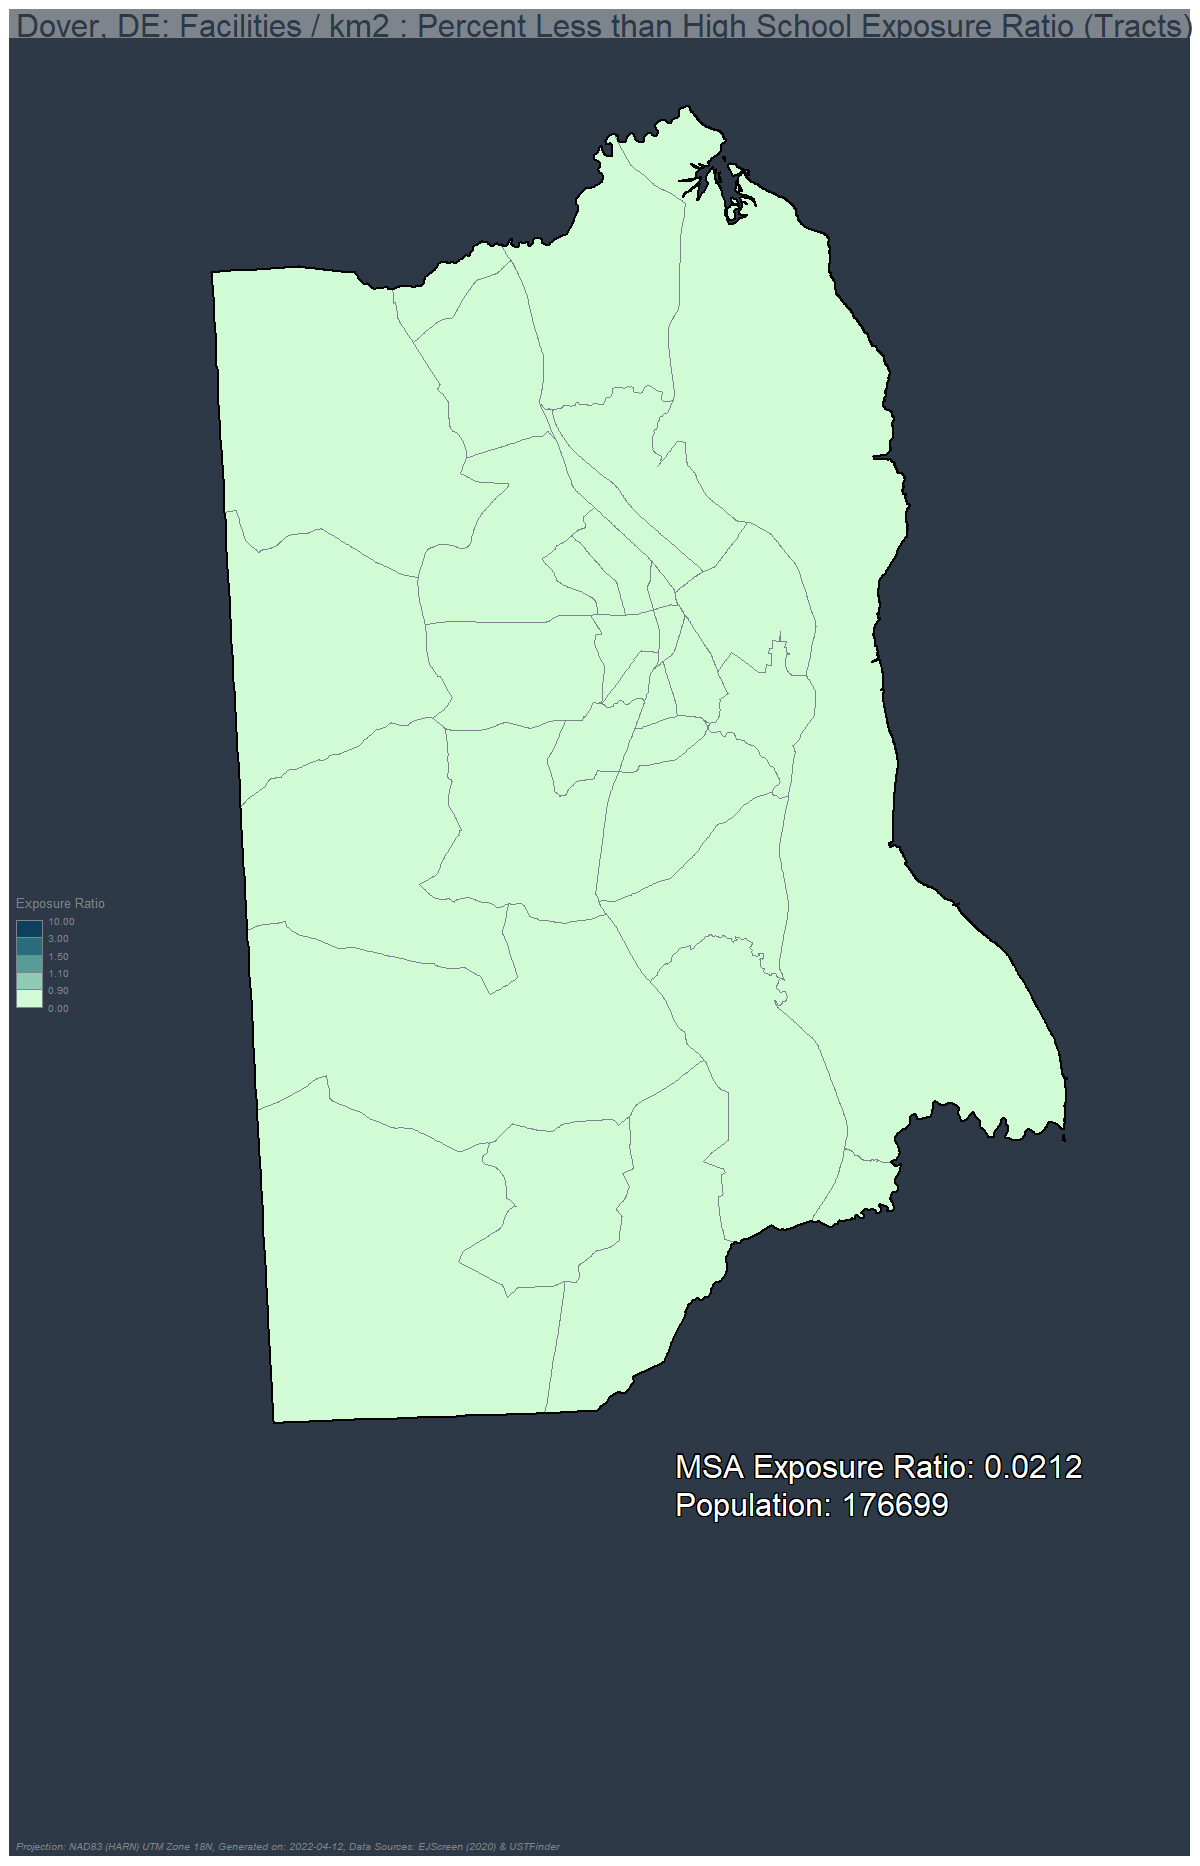 Dover, DE: Facilities / km2 : Percent Less than High School Exposure Ratio (Tracts)
Exposure Ratio
10.00
3.00
1.50
1.10
0.90
0.00
MSA Exposure Ratio: 0.0212
Population: 176699
Projection: NAD83 (HARN) UTM Zone 18N, Generated on: 2022-04-12, Data Sources: EJScreen (2020) & USTFinder